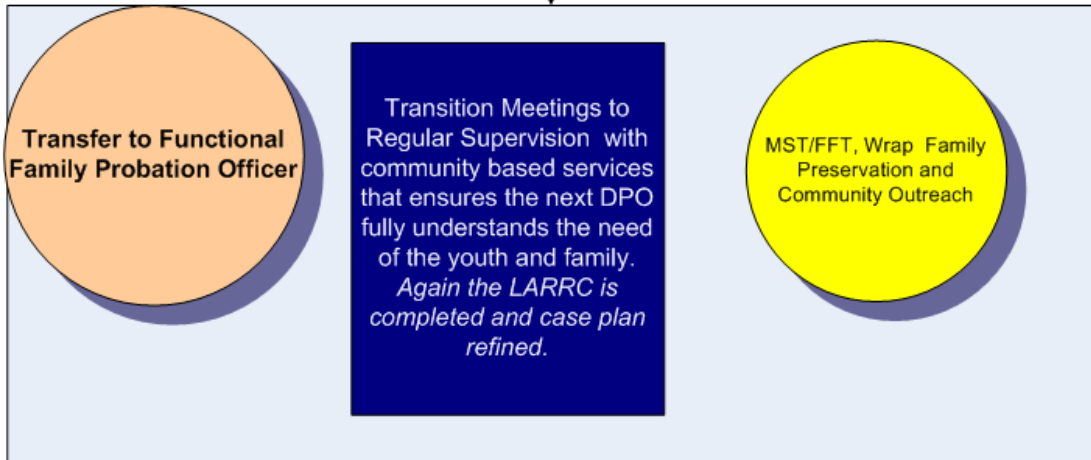 Transfer to Functional
Family Probation Officer
Transition Meetings to
Regular Supervision with
community based services
that ensures the next DPO
fully understands the need
of the youth and family.
Again the LARRC is
completed and case plan
refined.
MST/FFT, Wrap Family
Preservation and
Community Outreach